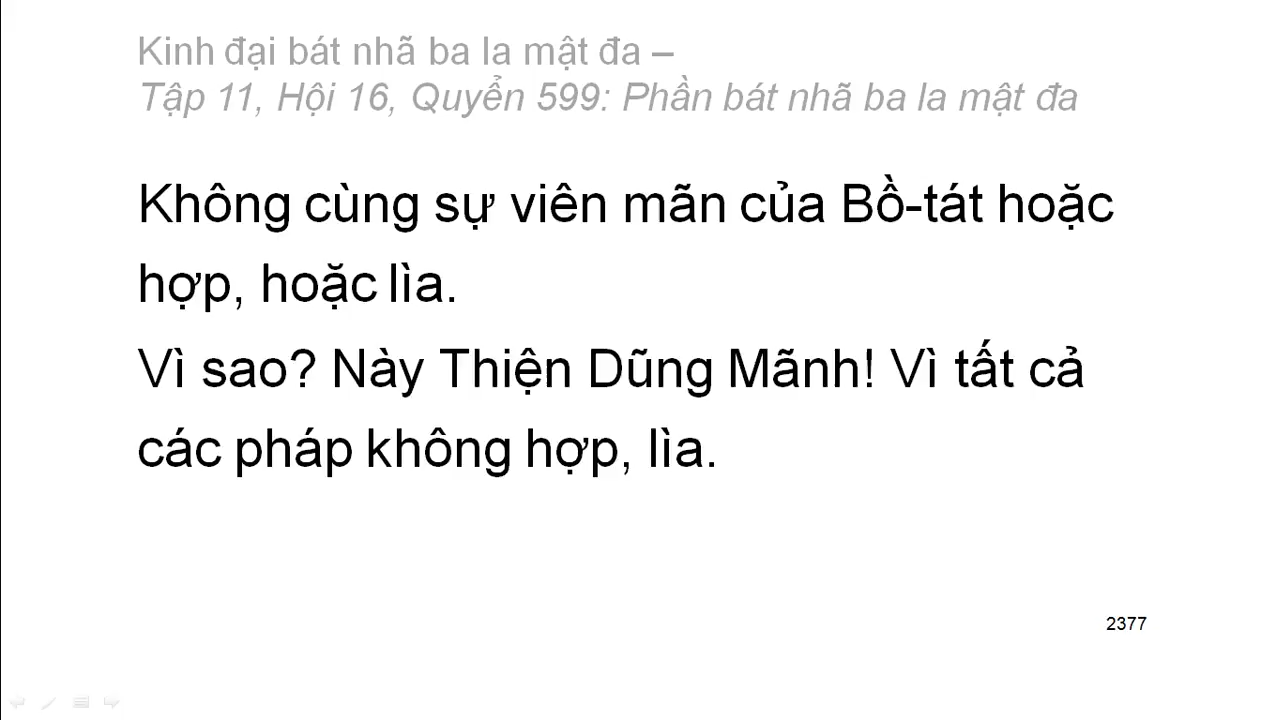 Kinh đại bát nhã ba la mật đa –
Tập 11, Hội 16, Quyển 599: Phần bát nhã ba la mật đa
Không cùng sự viên mãn của Bồ-tát hoặc
hợp, hoặc lìa.
Vì sao? Này Thiện Dũng Mãnh! Vì tất cả
các pháp không hợp, lìa.
2377